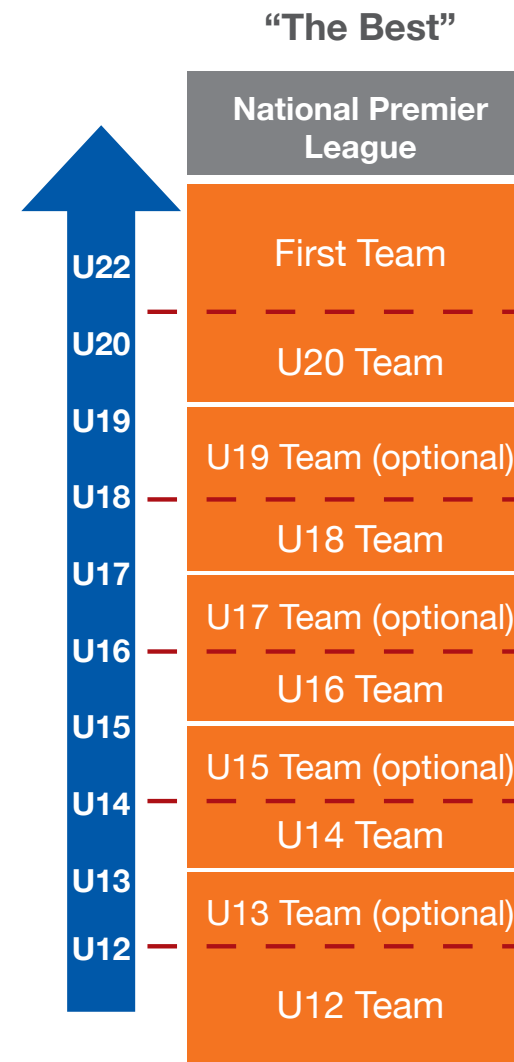 “The Best”
National Premier
League
U22
U20
U19
U18
U17
U16
U15
U14
U13
U12
First Team
U20 Team
U19 Team (optional)
U18 Team
U17 Team (optional)
U16 Team
U15 Team (optional)
U14 Team
U13 Team (optional)
U12 Team